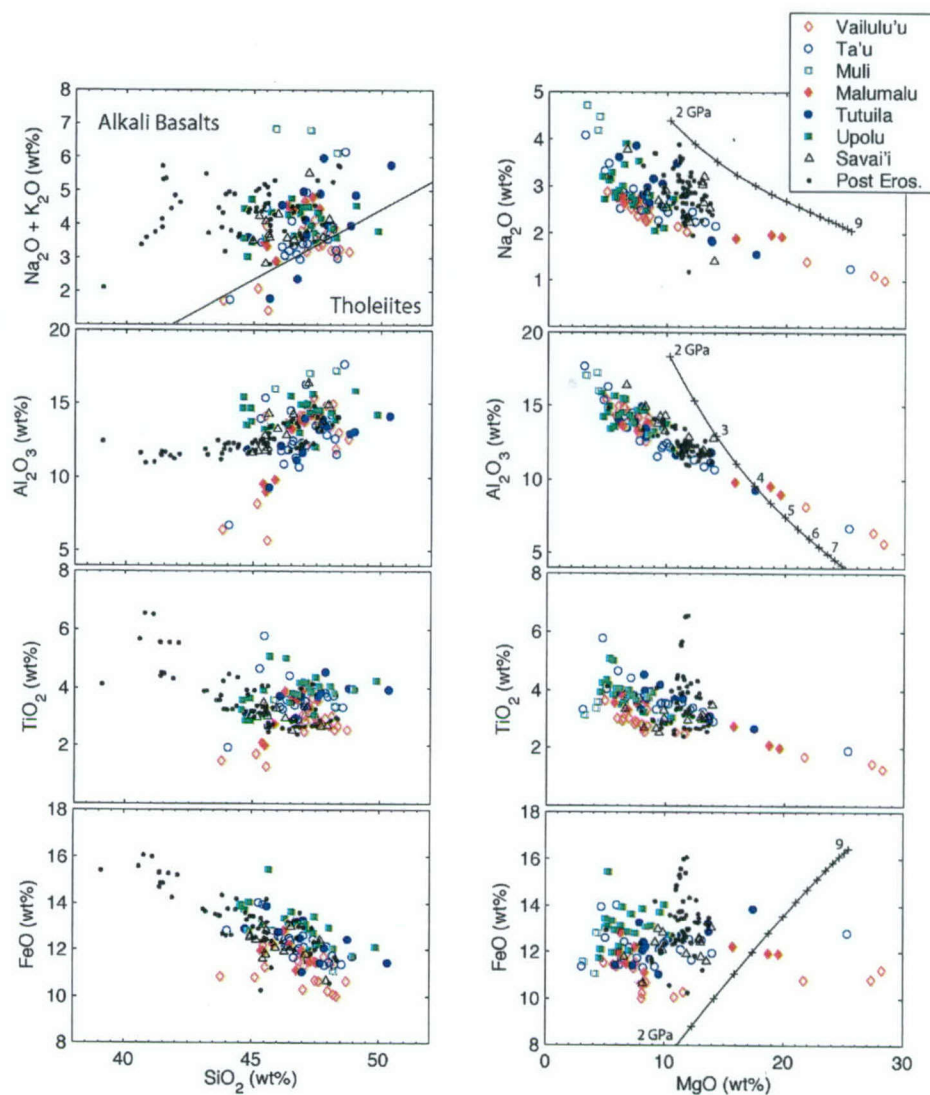 Vailulu'u
Ta'u
Muli
Malumalu
Tutuila
Upolu
Savai'i
Post Eros.
8
7
6
5
4
3
2
Na2O + K2O (wt%)
Alkali Basalts
Tholeiites
5
4
3
2
1
Na2O (wt%)
2 GPa
9
20
15
10
5
Al2O3 (wt%)
20
15
10
5
Al2O3 (wt%)
2 GPa
3
4
5
6
7
8
6
4
2
TiO2 (wt%)
8
6
4
2
TiO2 (wt%)
18
16
14
12
10
8
FeO (wt%)
40
45
50
SiO2 (wt%)
18
16
14
12
10
8
FeO (wt%)
9
2 GPa
0
10
20
30
MgO (wt%)